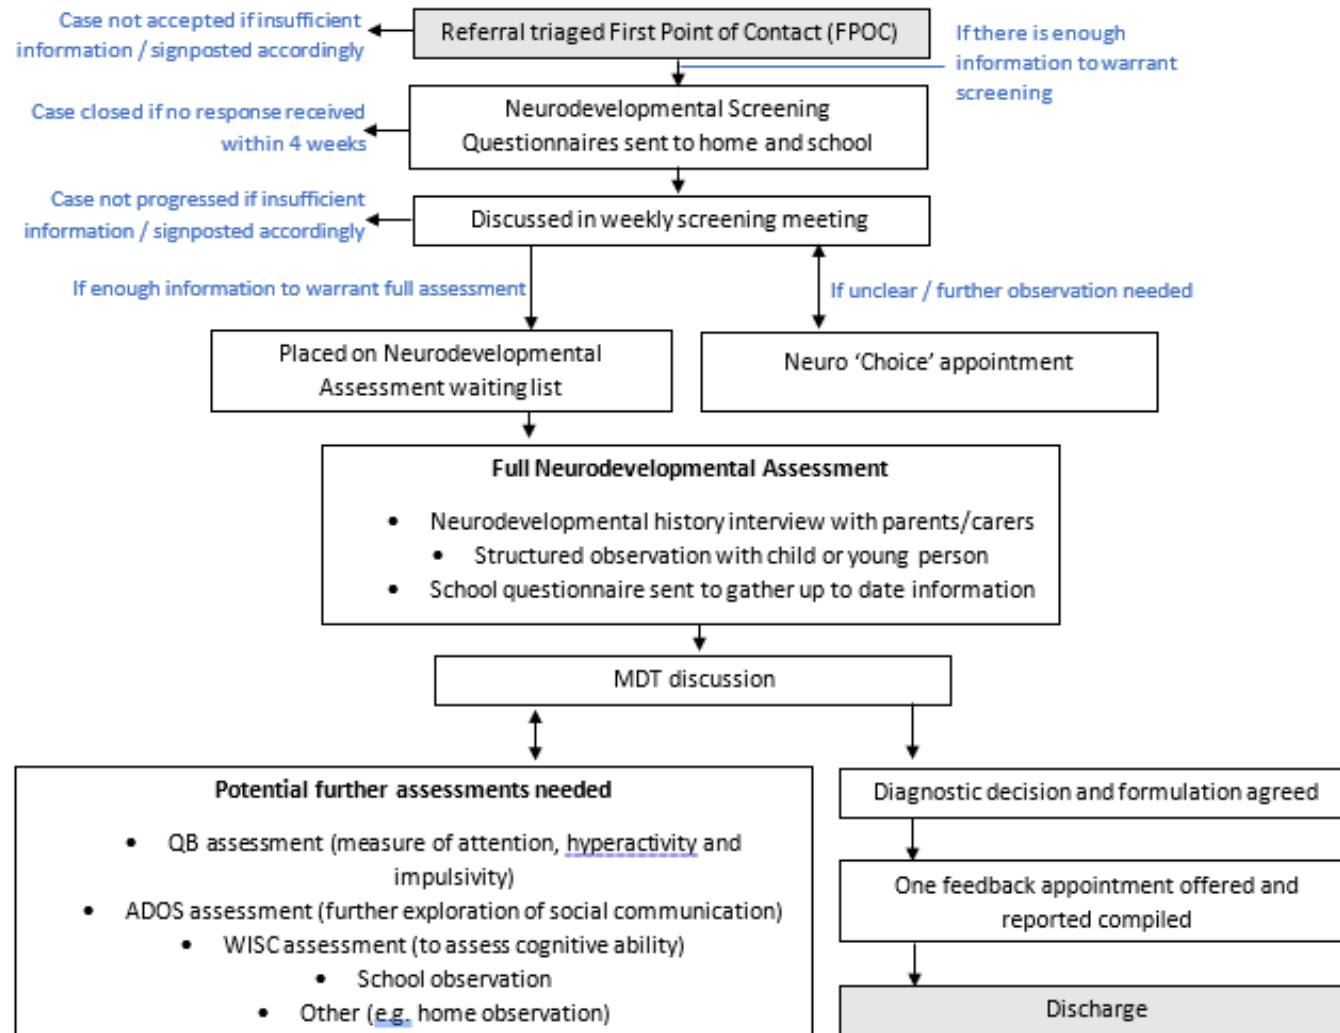 Case not accepted if insufficient
information / signposted accordingly
Referral triaged First Point of Contact (FPOC)
If there is enough
information to warrant
screening
Case closed if no response received
within 4 weeks
Neurodevelopmental Screening
Questionnaires sent to home and school
Case not progressed if insufficient
information / signposted accordingly
Discussed in weekly screening meeting
If enough information to warrant full assessment
If unclear / further observation needed
Placed on Neurodevelopmental
Assessment waiting list
Neuro ‘Choice’ appointment
Full Neurodevelopmental Assessment
• Neurodevelopmental history interview with parents/carers
• Structured observation with child or young person
• School questionnaire sent to gather up to date information
MDT discussion
Potential further assessments needed
• QB assessment (measure of attention, hyperactivity and
impulsivity)
• ADOS assessment (further exploration of social communication)
• WISC assessment (to assess cognitive ability)
• School observation
• Other (e.g. home observation)
Diagnostic decision and formulation agreed
One feedback appointment offered and
reported compiled
Discharge